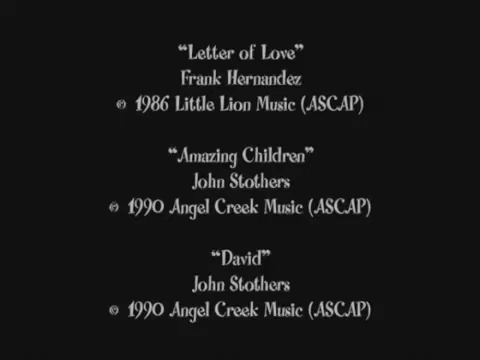 “Letter of Love”
Frank Hernandez
© 1986 Little Lion Music (ASCAP)
“Amazing Children”
John Stothers
© 1990 Angel Creek Music (ASCAP)
“David”
John Stothers
© 1990 Angel Creek Music (ASCAP)